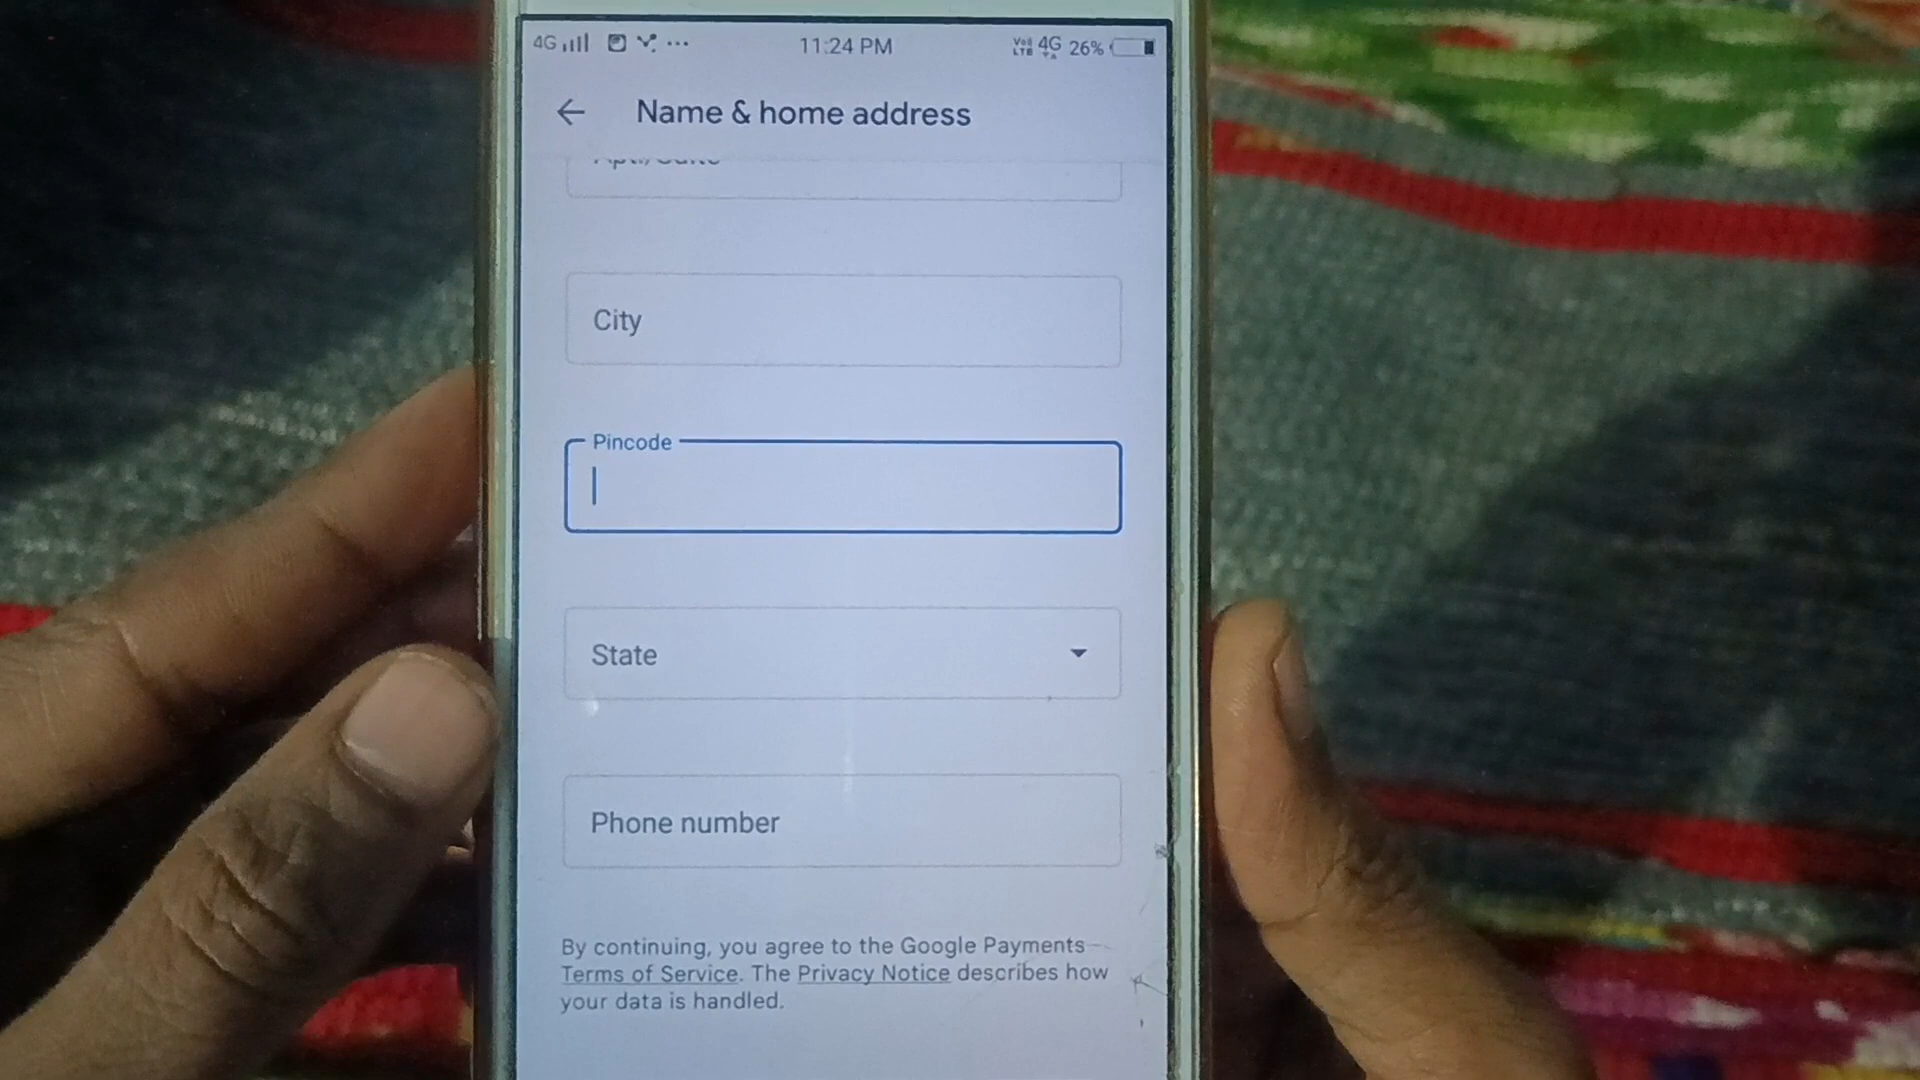 4G 11:24 PM 4G 26%
Name & home address
City
Pincode
State
Phone number
By continuing, you agree to the Google Payments
Terms of Service. The Privacy Notice describes how
your data is handled.